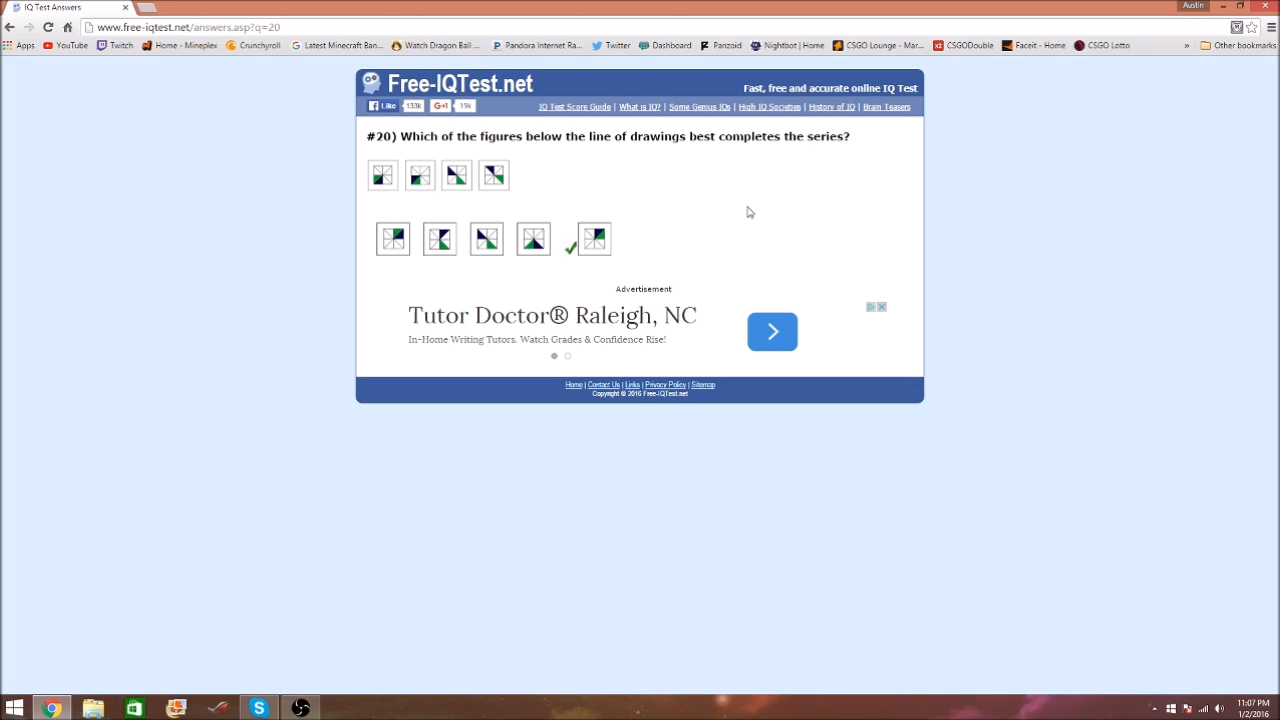 IQ Test Answers
Austin
www.free-iqtest.net/answers.asp?q=20
Apps YouTube Twitch Home - Mineplex Crunchyroll Latest Minecraft Ban... Watch Dragon Ball ... Pandora Internet Ra... Twitter Dashboard Panzoid Nightbot | Home CSGO Lounge - Mar... CSGODouble Faceit - Home CSGO Lotto » Other bookmarks
Free-IQTest.net
Fast, free and accurate online IQ Test
Like 133k G+1 19k IQ Test Score Guide | What is IQ? | Some Genius IQs | High IQ Societies | History of IQ | Brain Teasers
#20) Which of the figures below the line of drawings best completes the series?
Advertisement
Tutor Doctor® Raleigh, NC
In-Home Writing Tutors. Watch Grades & Confidence Rise!
Home | Contact Us | Links | Privacy Policy | Sitemap
Copyright © 2016 Free-IQTest.net
11:07 PM
1/2/2016